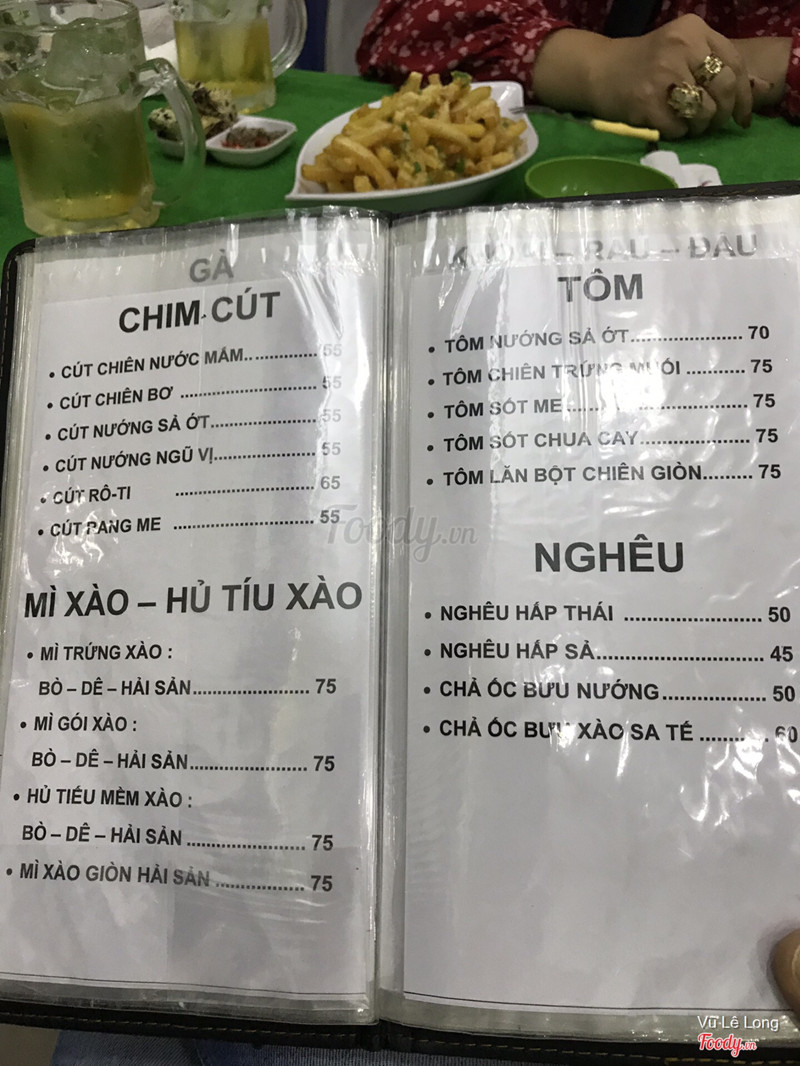 GÀ
CHIM CÚT
• CÚT CHIÊN NƯỚC MẮM.................55
• CÚT CHIÊN BƠ ........................55
• CÚT NƯỚNG SẢ ỚT....................55
• CÚT NƯỚNG NGŨ VỊ...................55
• CÚT RÔ-TI ........................65
• CÚT RANG ME ........................55
MÌ XÀO – HỦ TÍU XÀO
• MÌ TRỨNG XÀO :
BÒ – DÊ – HẢI SẢN....................... 75
• MÌ GÓI XÀO :
BÒ – DÊ – HẢI SẢN....................... 75
• HỦ TIẾU MỀM XÀO :
BÒ – DÊ – HẢI SẢN ....................... 75
• MÌ XÀO GIÒN HẢI SẢN ................. 75
RAU – ĐẬU
TÔM
• TÔM NƯỚNG SẢ ỚT..................... 70
• TÔM CHIÊN TRỨNG MUỐI ........... 75
• TÔM SỐT ME.............................. 75
• TÔM SỐT CHUA CAY.................... 75
• TÔM LĂN BỘT CHIÊN GIÒN......... 75
NGHÊU
• NGHÊU HẤP THÁI ........................... 50
• NGHÊU HẤP SẢ............................... 45
• CHẢ ỐC BƯU NƯỚNG.................... 50
• CHẢ ỐC BƯU XÀO SA TẾ ............ 60
Foody.vn
Vũ Lê Long
Foody.vn